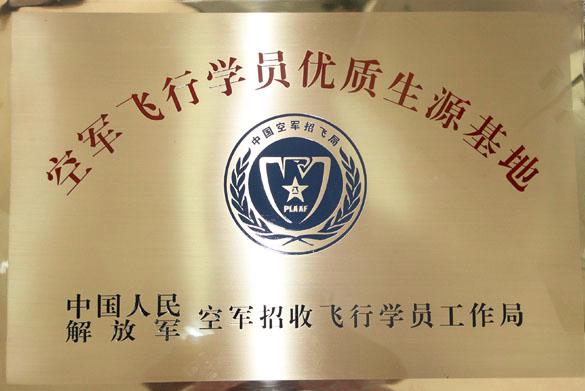 空军飞行学员优质生源基地
中国空军招飞局
八一
PLAAF
中国人民
解放军
空军招收飞行学员工作局